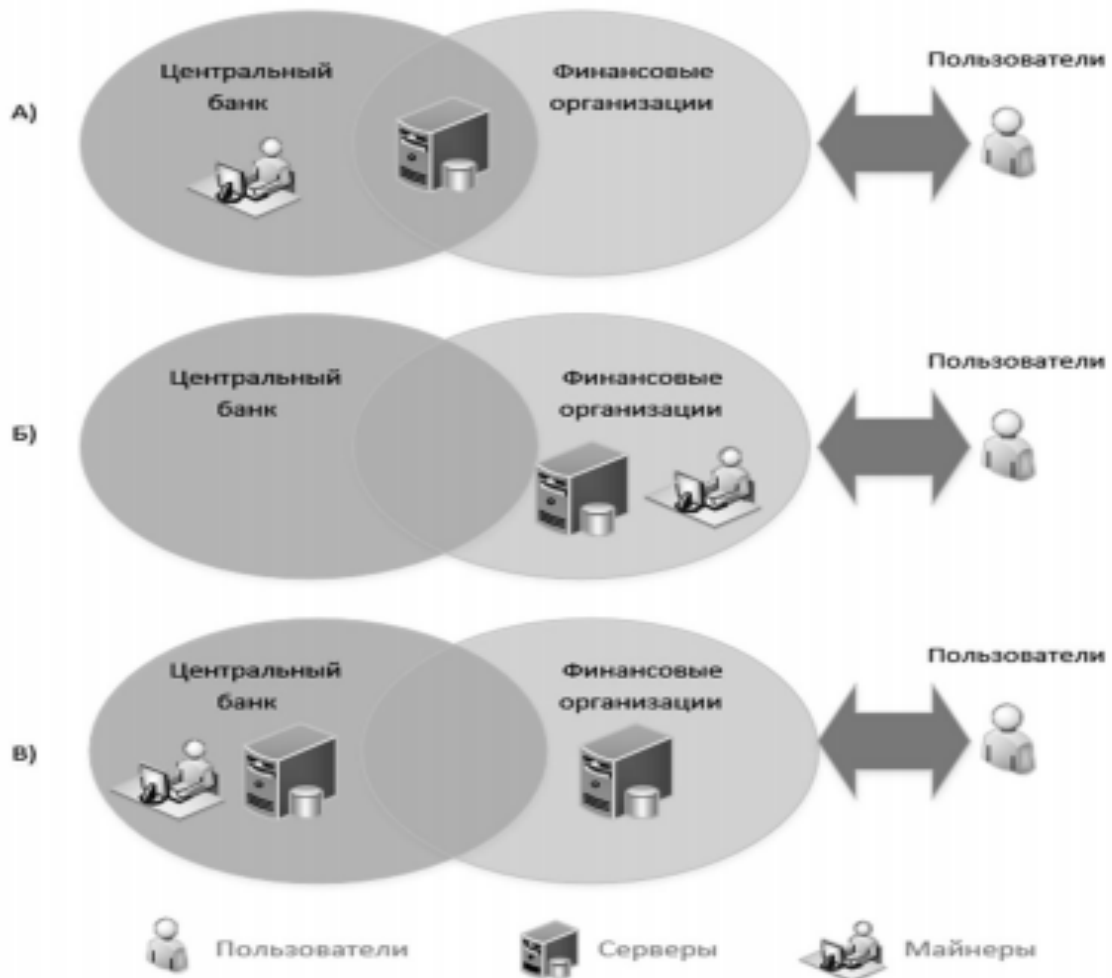 Центральный
банк
Финансовые
организации
Пользователи
А)
Центральный
банк
Финансовые
организации
Пользователи
Б)
Центральный
банк
Финансовые
организации
Пользователи
В)
Пользователи
Серверы
Майнеры